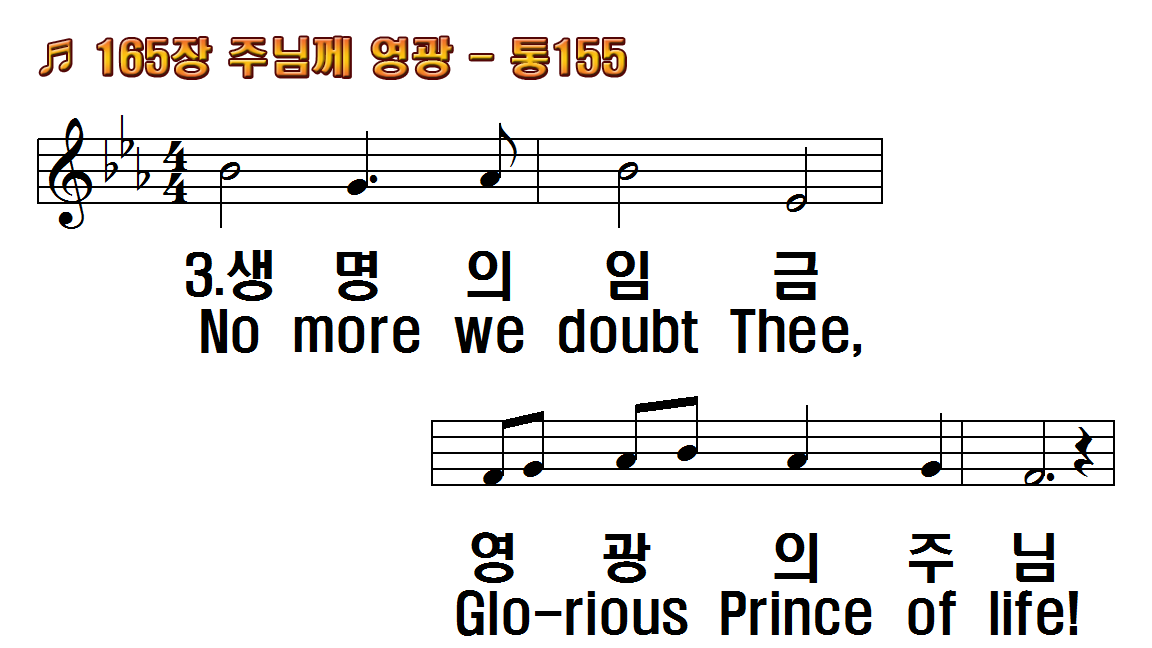 ♬ 165장 주님께 영광 - 통155
3.생 명 의 임 금
No more we doubt Thee,
영 광 의 주 님
Glo-rious Prince of life!